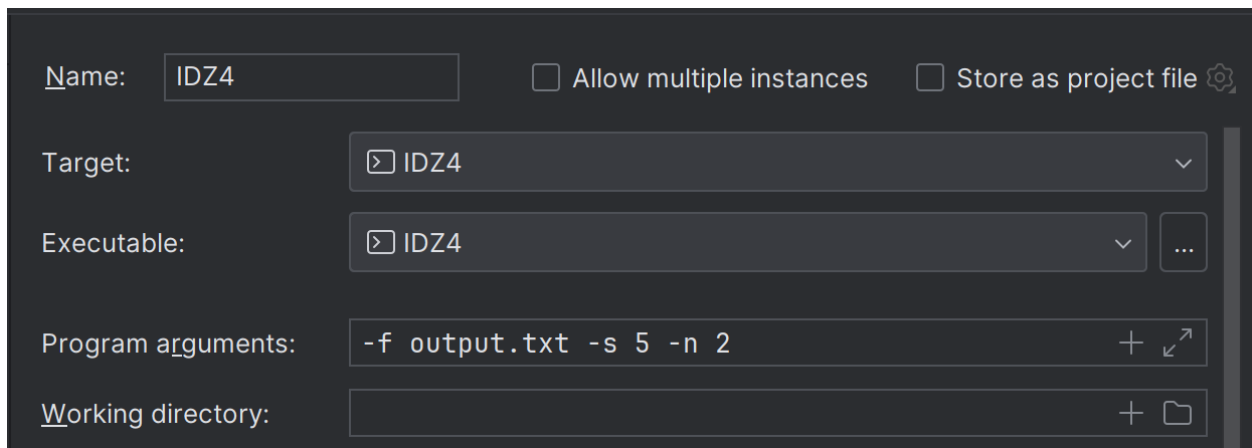 Name: IDZ4 Allow multiple instances Store as project file
Target: IDZ4
Executable: IDZ4 ...
Program arguments: -f output.txt -s 5 -n 2
Working directory: